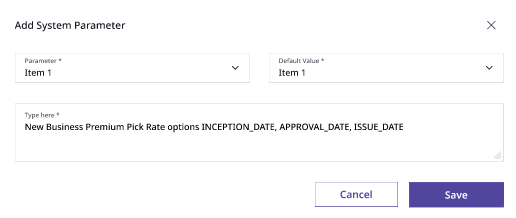 Add System Parameter
Parameter *
Item 1
Default Value *
Item 1
Type here *
New Business Premium Pick Rate options INCEPTION_DATE, APPROVAL_DATE, ISSUE_DATE
Cancel
Save